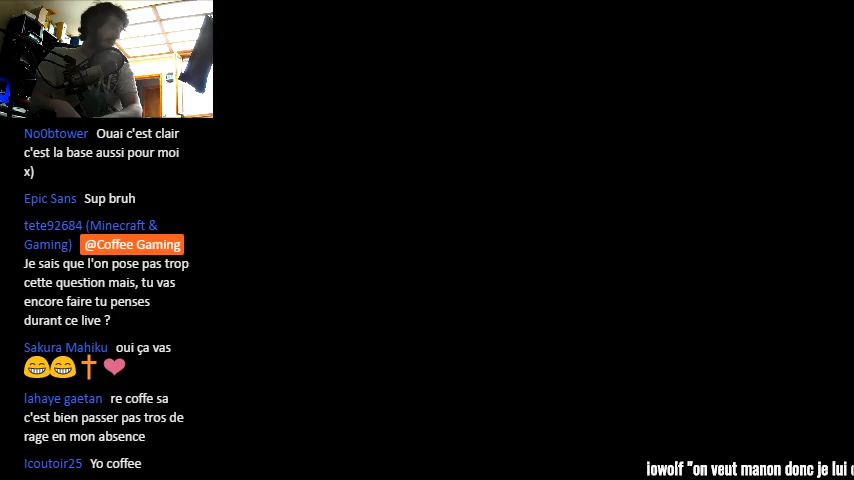 No0btower Ouai c'est clair
c'est la base aussi pour moi
x)
Epic Sans Sup bruh
tete92684 (Minecraft &
Gaming) @Coffee Gaming
Je sais que l'on pose pas trop
cette question mais, tu vas
encore faire tu penses
durant ce live ?
Sakura Mahiku oui ça vas
lahaye gaetan re coffe sa
c'est bien passer pas tros de
rage en mon absence
Icoutoir25 Yo coffee
iowolf "on veut manon donc je lui